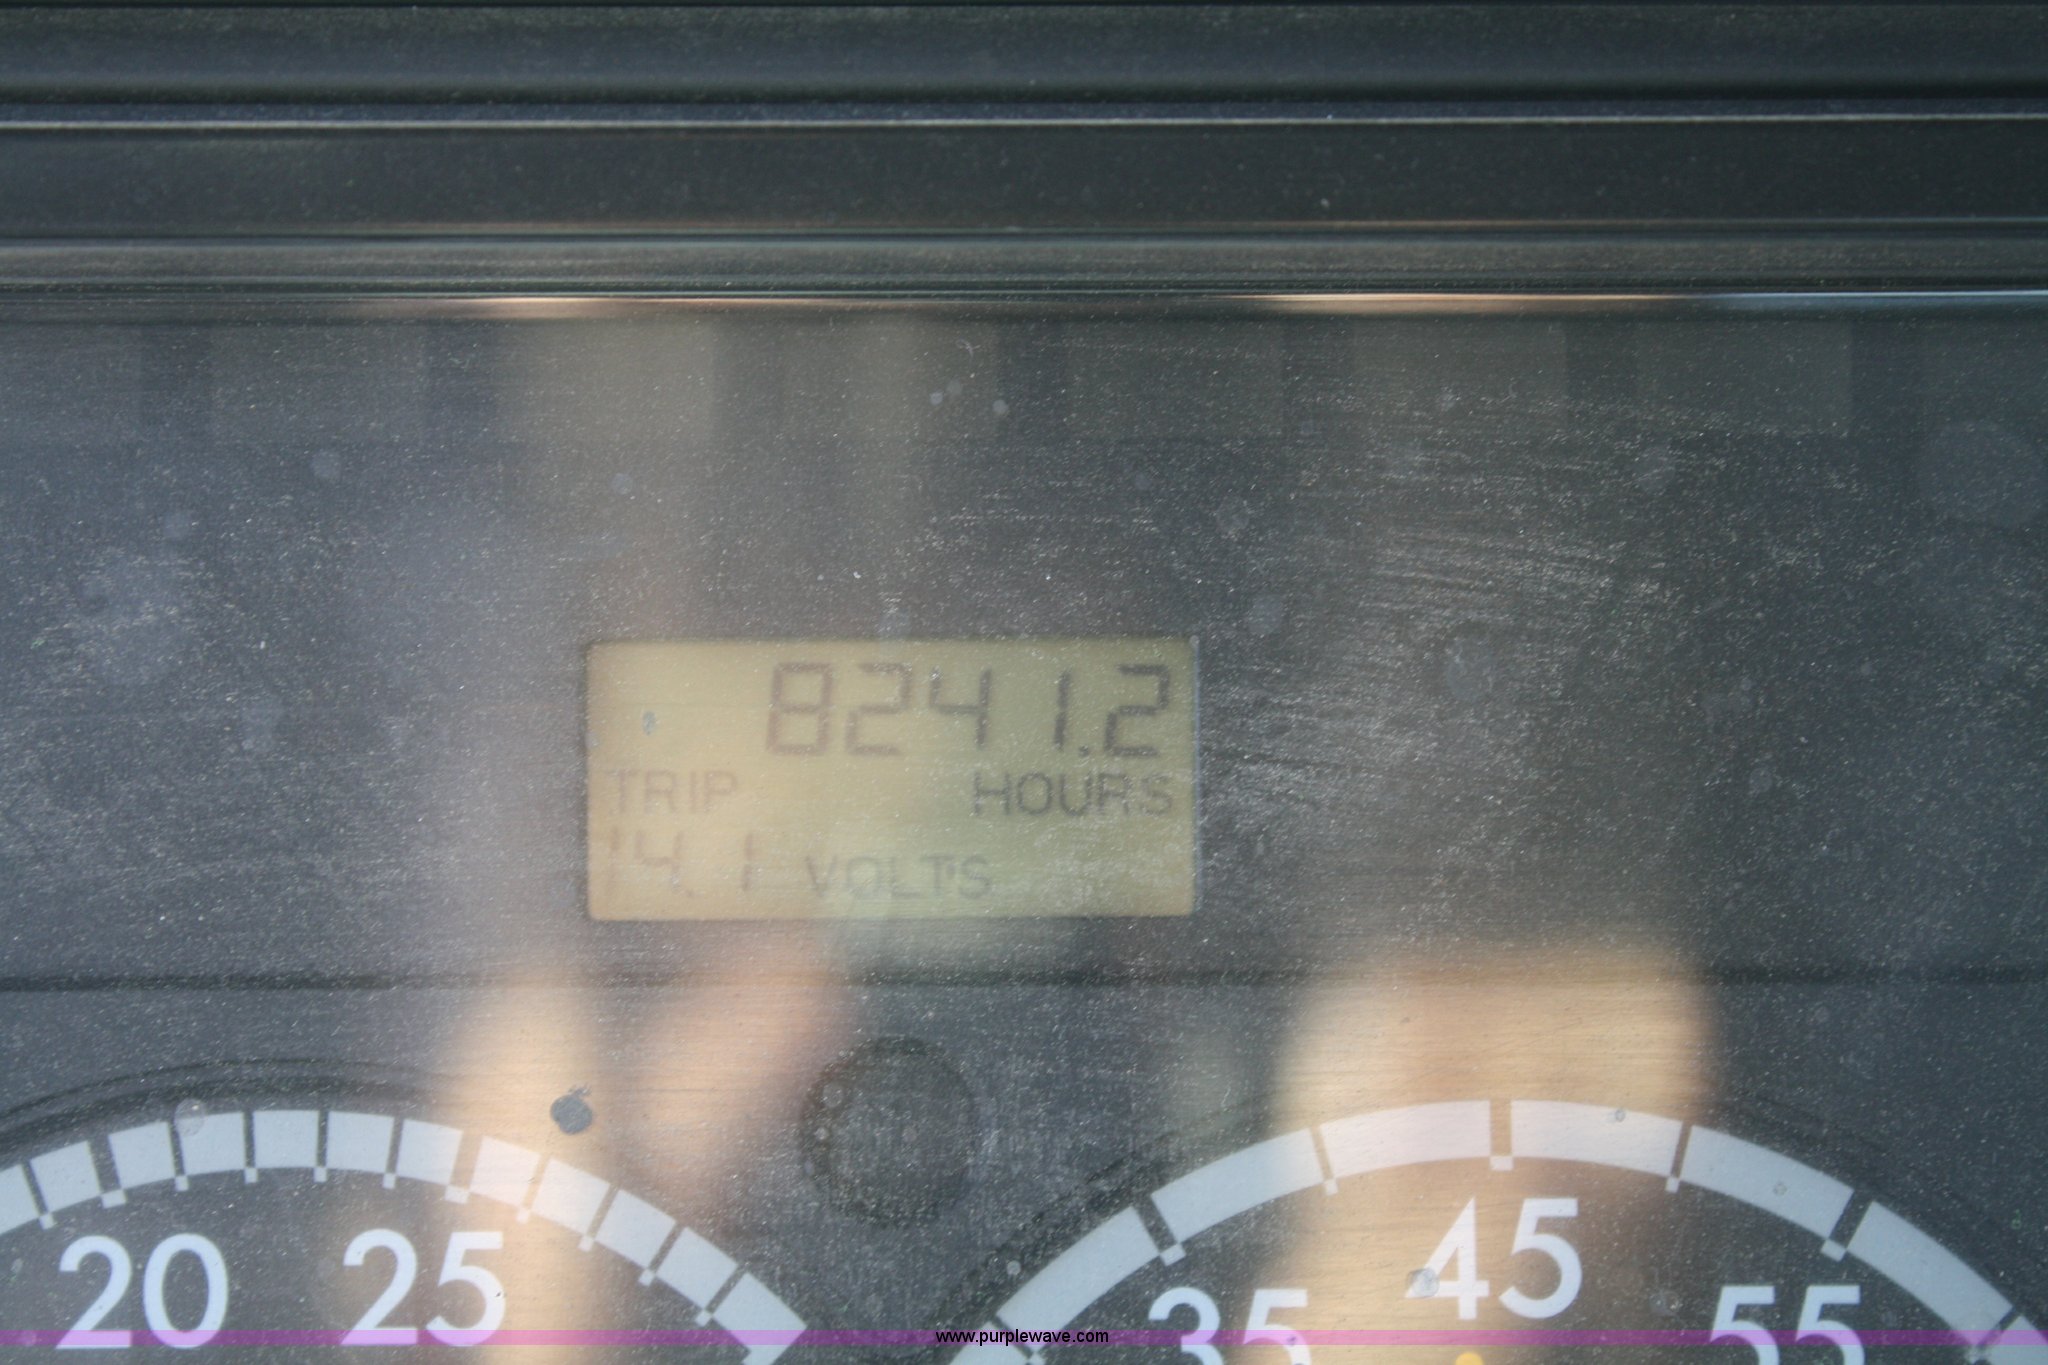 8241.2
TRIP HOURS
14.1 VOLTS
20 25 35 45 55
www.purplewave.com